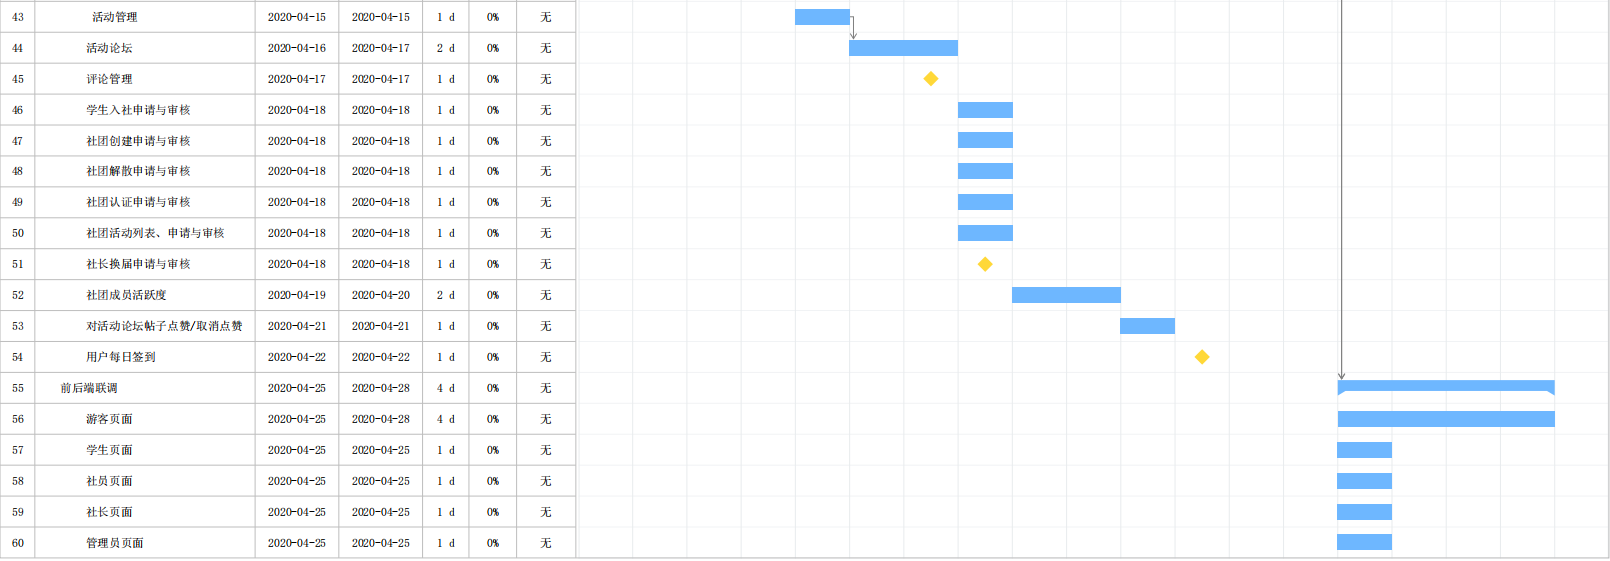 43 活动管理 2020-04-15 2020-04-15 1 d 0% 无
44 活动论坛 2020-04-16 2020-04-17 2 d 0% 无
45 评论管理 2020-04-17 2020-04-17 1 d 0% 无
46 学生入社申请与审核 2020-04-18 2020-04-18 1 d 0% 无
47 社团创建申请与审核 2020-04-18 2020-04-18 1 d 0% 无
48 社团解散申请与审核 2020-04-18 2020-04-18 1 d 0% 无
49 社团认证申请与审核 2020-04-18 2020-04-18 1 d 0% 无
50 社团活动列表、申请与审核 2020-04-18 2020-04-18 1 d 0% 无
51 社长换届申请与审核 2020-04-18 2020-04-18 1 d 0% 无
52 社团成员活跃度 2020-04-19 2020-04-20 2 d 0% 无
53 对活动论坛帖子点赞/取消点赞 2020-04-21 2020-04-21 1 d 0% 无
54 用户每日签到 2020-04-22 2020-04-22 1 d 0% 无
55 前后端联调 2020-04-25 2020-04-28 4 d 0% 无
56 游客页面 2020-04-25 2020-04-28 4 d 0% 无
57 学生页面 2020-04-25 2020-04-25 1 d 0% 无
58 社员页面 2020-04-25 2020-04-25 1 d 0% 无
59 社长页面 2020-04-25 2020-04-25 1 d 0% 无
60 管理员页面 2020-04-25 2020-04-25 1 d 0% 无